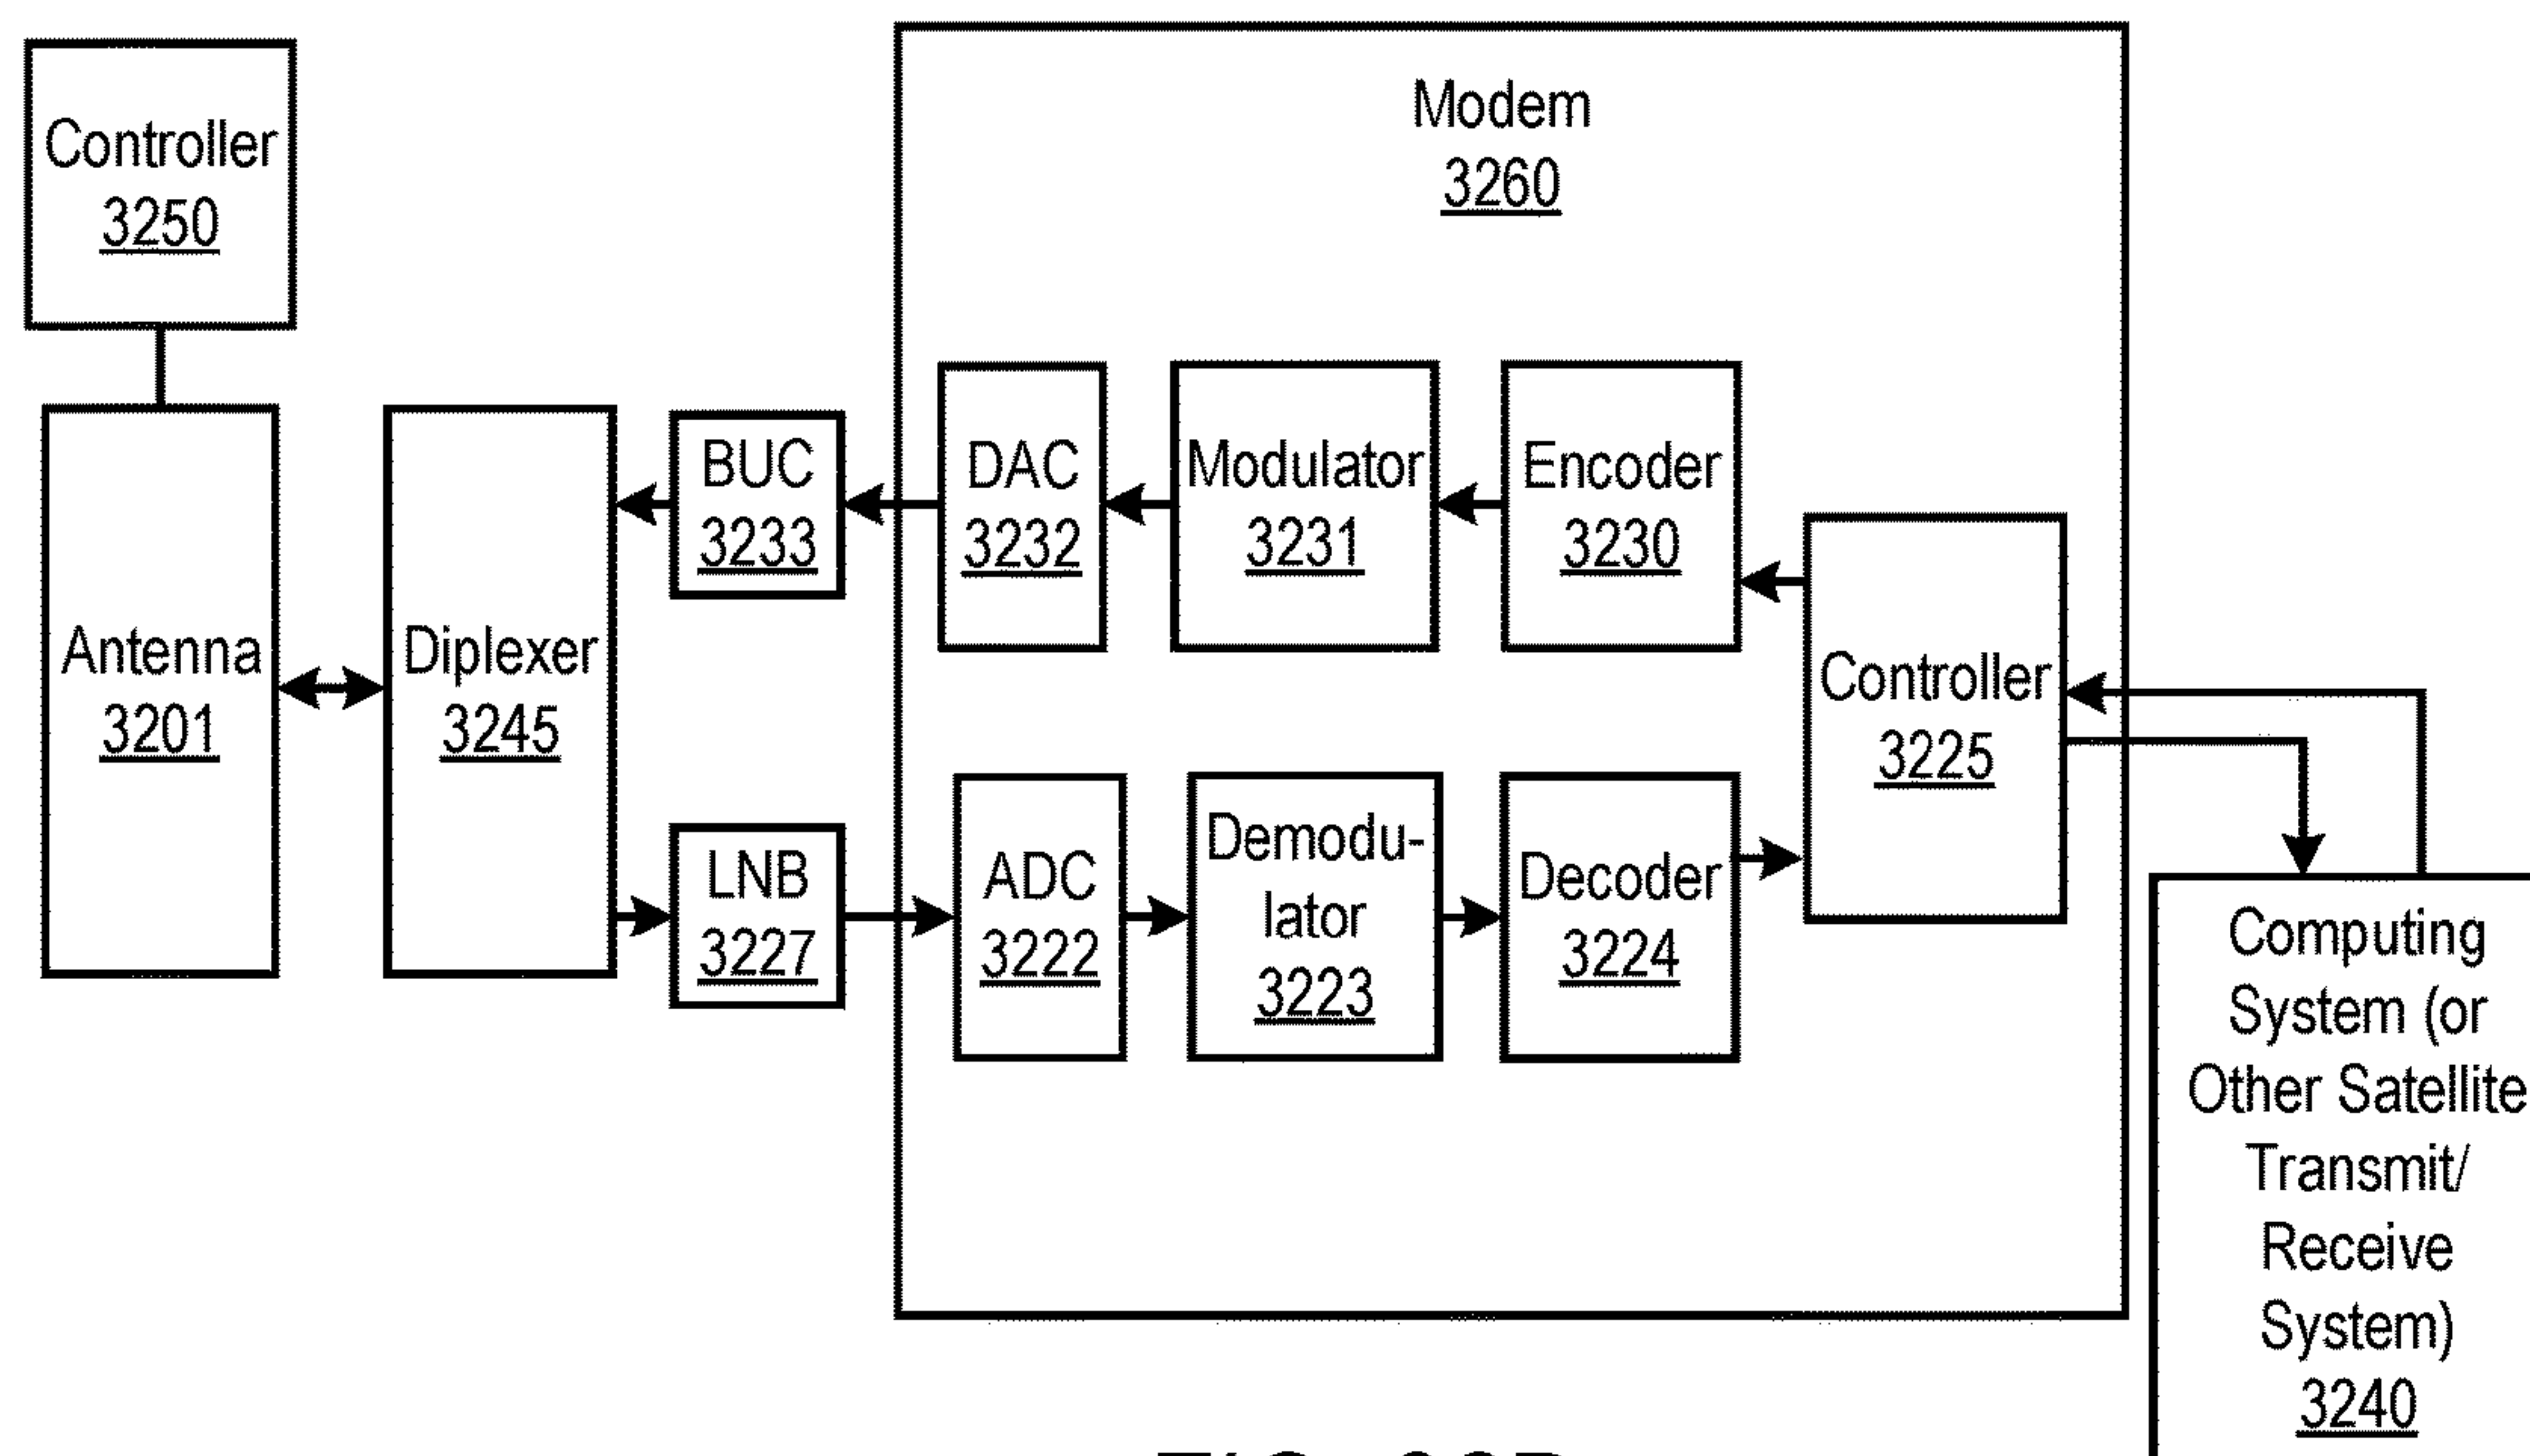 Controller
3250
Modem
3260
Antenna
3201
Diplexer
3245
BUC
3233
DAC
3232
Modulator
3231
Encoder
3230
Controller
3225
LNB
3227
ADC
3222
Demodu-
lator
3223
Decoder
3224
Computing
System (or
Other Satellite
Transmit/
Receive
System)
3240